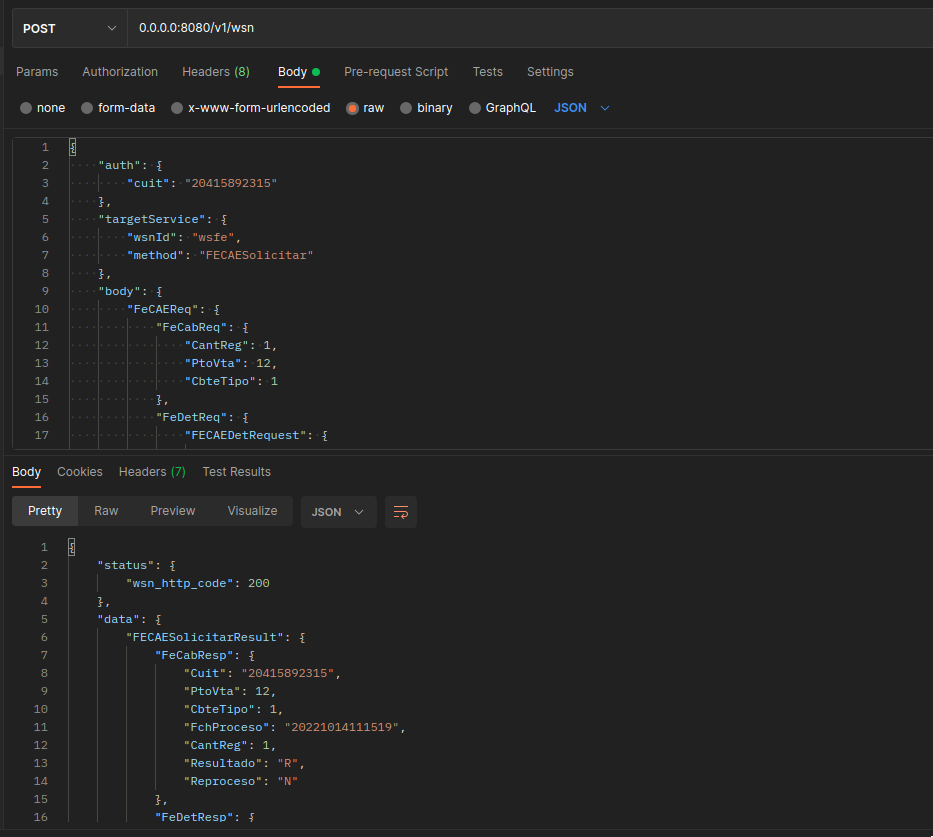 POST 0.0.0.0:8080/v1/wsn
Params Authorization Headers (8) Body Pre-request Script Tests Settings
none form-data x-www-form-urlencoded raw binary GraphQL JSON
1 {
2 "auth": {
3 "cuit": "20415892315"
4 },
5 "targetService": {
6 "wsnId": "wsfe",
7 "method": "FECAESolicitar"
8 },
9 "body": {
10 "FeCAEReq": {
11 "FeCabReq": {
12 "CantReg": 1,
13 "PtoVta": 12,
14 "CbteTipo": 1
15 },
16 "FeDetReq": {
17 "FECAEDetRequest": {
Body Cookies Headers (7) Test Results
Pretty Raw Preview Visualize JSON
1 {
2 "status": {
3 "wsn_http_code": 200
4 },
5 "data": {
6 "FECAESolicitarResult": {
7 "FeCabResp": {
8 "Cuit": "20415892315",
9 "PtoVta": 12,
10 "CbteTipo": 1,
11 "FchProceso": "20221014111519",
12 "CantReg": 1,
13 "Resultado": "R",
14 "Reproceso": "N"
15 },
16 "FeDetResp": {